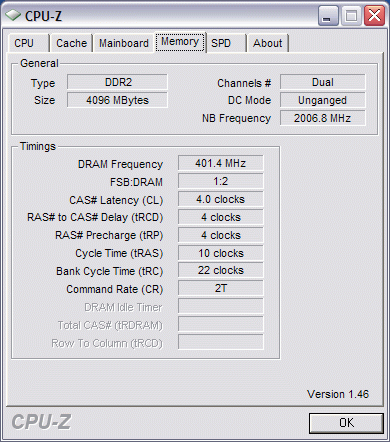 CPU-Z
CPU Cache Mainboard Memory SPD About
General
Type DDR2 Channels # Dual
Size 4096 MBytes DC Mode Unganged
NB Frequency 2006.8 MHz
Timings
DRAM Frequency 401.4 MHz
FSB:DRAM 1:2
CAS# Latency (CL) 4.0 clocks
RAS# to CAS# Delay (tRCD) 4 clocks
RAS# Precharge (tRP) 4 clocks
Cycle Time (tRAS) 10 clocks
Bank Cycle Time (tRC) 22 clocks
Command Rate (CR) 2T
DRAM Idle Timer
Total CAS# (tRDRAM)
Row To Column (tRCD)
Version 1.46
CPU-Z OK